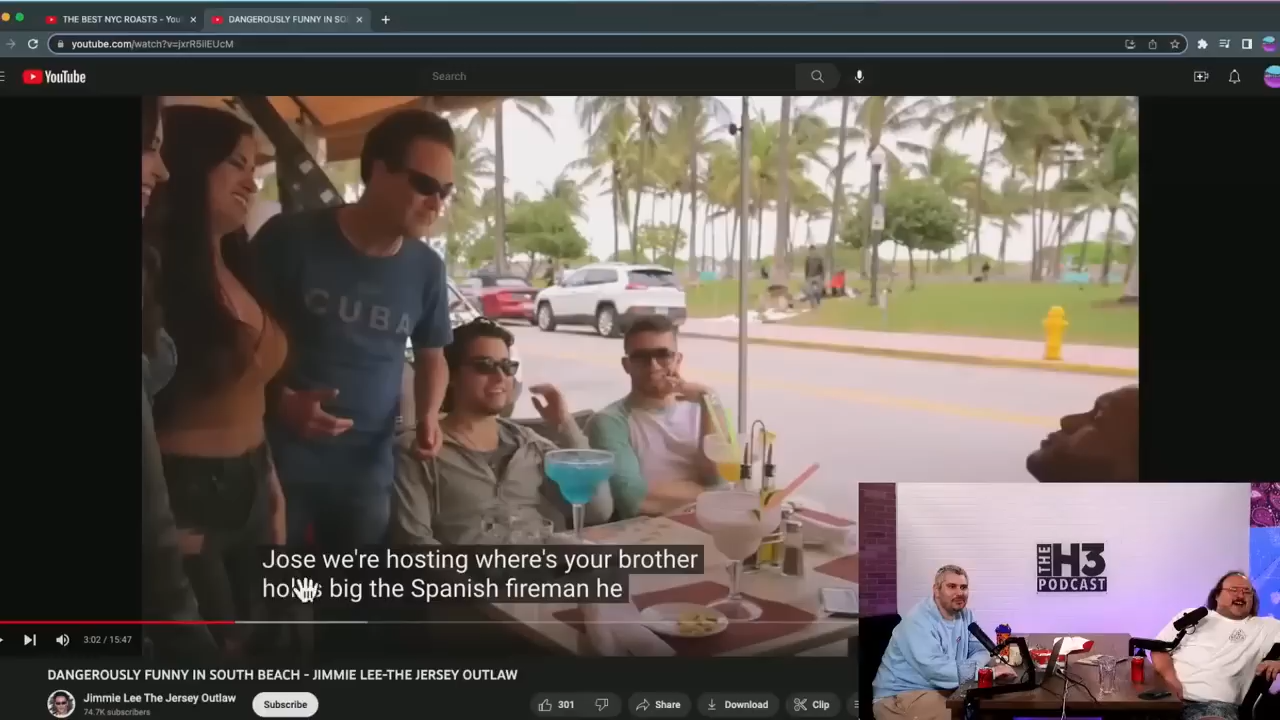 THE BEST NYC ROASTS - You
DANGEROUSLY FUNNY IN SO
youtube.com/watch?v=jxrR5iIEUcM
YouTube
Search
CUBA
Jose we're hosting where's your brother
big the Spanish fireman he
3:02 / 15:47
THE H3
PODCAST
DANGEROUSLY FUNNY IN SOUTH BEACH - JIMMIE LEE-THE JERSEY OUTLAW
Jimmie Lee The Jersey Outlaw
74.7K subscribers
Subscribe
301
Share
Download
Clip